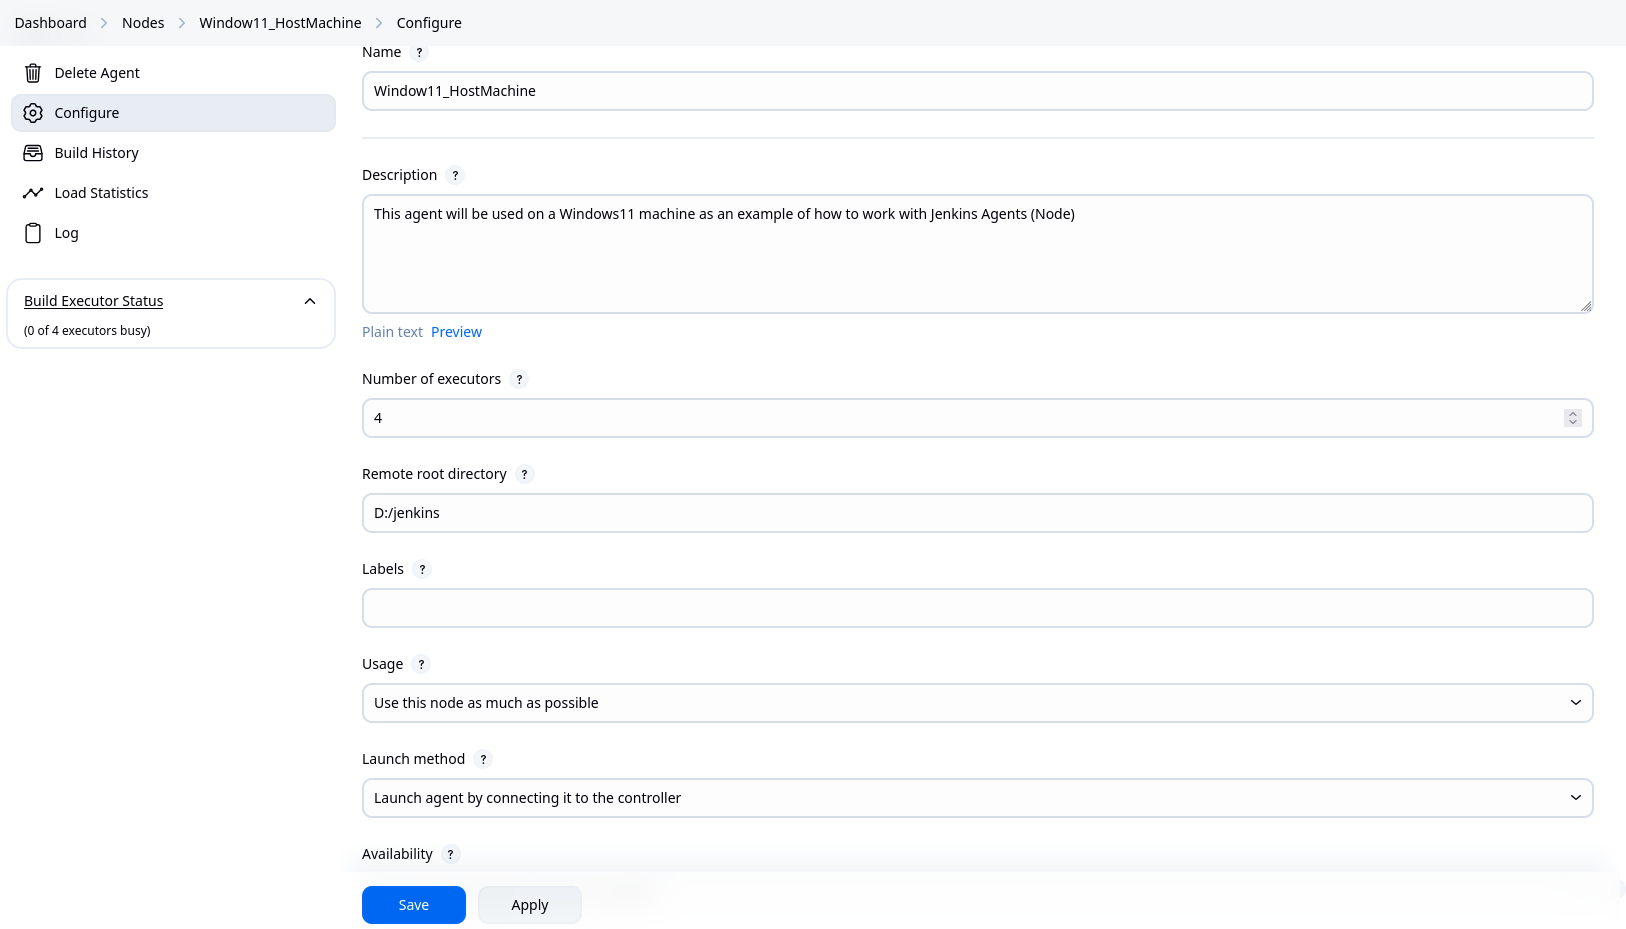 Dashboard > Nodes > Window11_HostMachine > Configure
Delete Agent
Configure
Build History
Load Statistics
Log
Build Executor Status
(0 of 4 executors busy)
Name ?
Window11_HostMachine
Description ?
This agent will be used on a Windows11 machine as an example of how to work with Jenkins Agents (Node)
Plain text Preview
Number of executors ?
4
Remote root directory ?
D:/jenkins
Labels ?
Usage ?
Use this node as much as possible
Launch method ?
Launch agent by connecting it to the controller
Availability ?
Save Apply